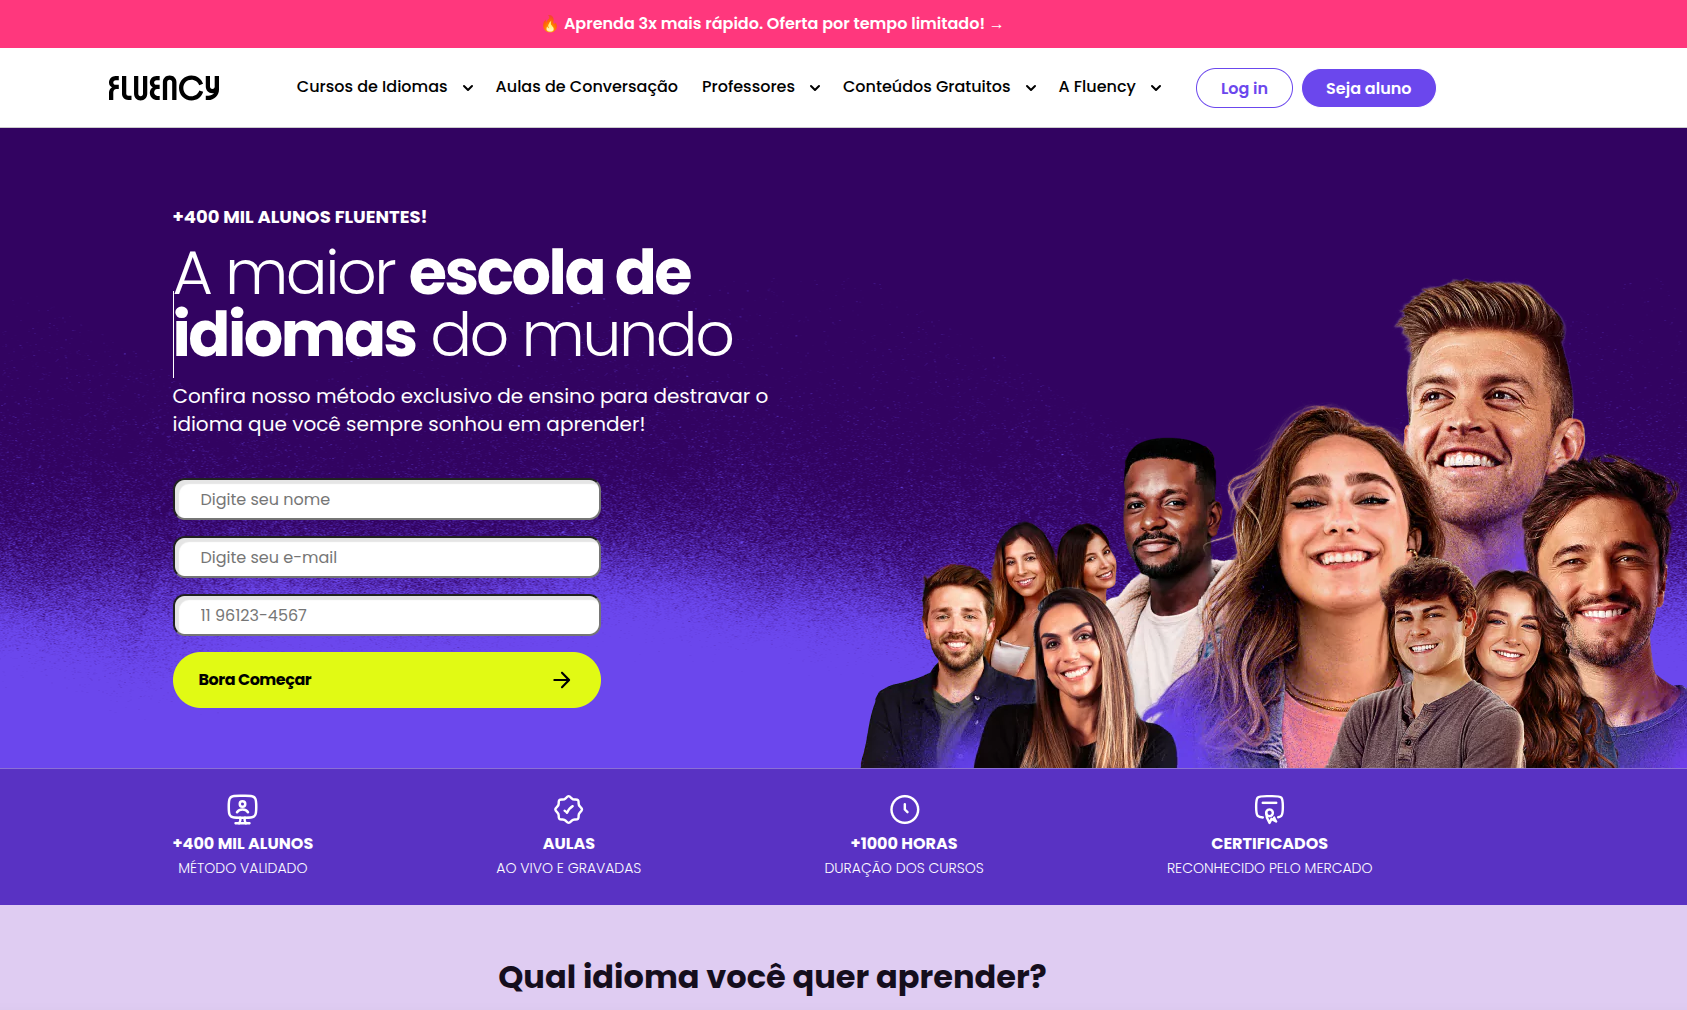 🔥 Aprenda 3x mais rápido. Oferta por tempo limitado! →
FLUENCY
Cursos de Idiomas
Aulas de Conversação
Professores
Conteúdos Gratuitos
A Fluency
Log in
Seja aluno
+400 MIL ALUNOS FLUENTES!
A maior escola de
idiomas do mundo
Confira nosso método exclusivo de ensino para destravar o
idioma que você sempre sonhou em aprender!
Digite seu nome
Digite seu e-mail
11 96123-4567
Bora Começar →
+400 MIL ALUNOS
MÉTODO VALIDADO
AULAS
AO VIVO E GRAVADAS
+1000 HORAS
DURAÇÃO DOS CURSOS
CERTIFICADOS
RECONHECIDO PELO MERCADO
Qual idioma você quer aprender?